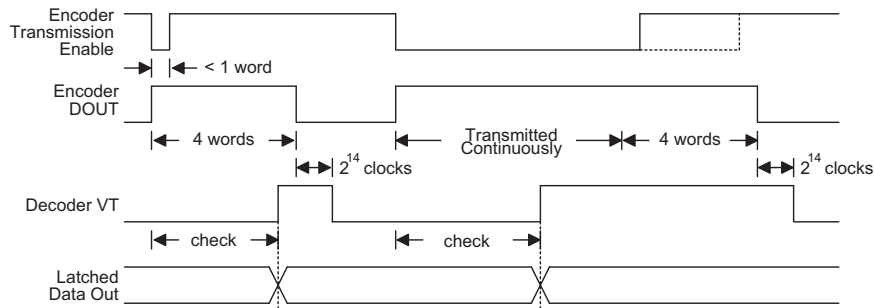 Encoder
Transmission
Enable
< 1 word
Encoder
DOUT
4 words
Transmitted
Continuously
4 words
2^14 clocks
2^14 clocks
Decoder VT
check
check
Latched
Data Out